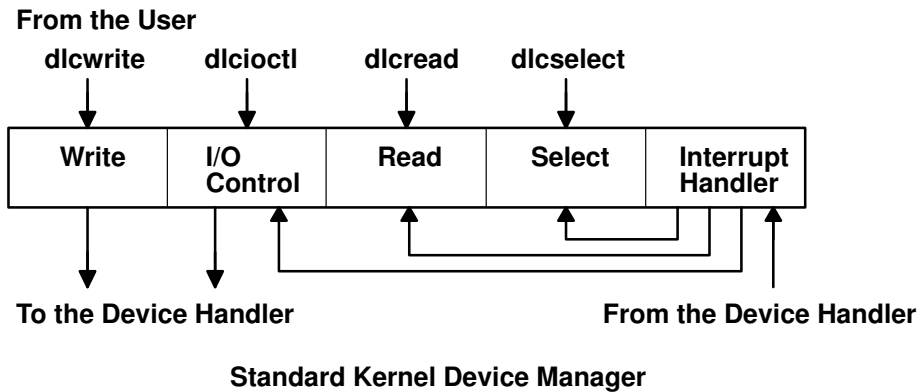 From the User
dlcwrite dlcioctl dlcread dlcselect
Write I/O Control Read Select Interrupt Handler
To the Device Handler From the Device Handler
Standard Kernel Device Manager